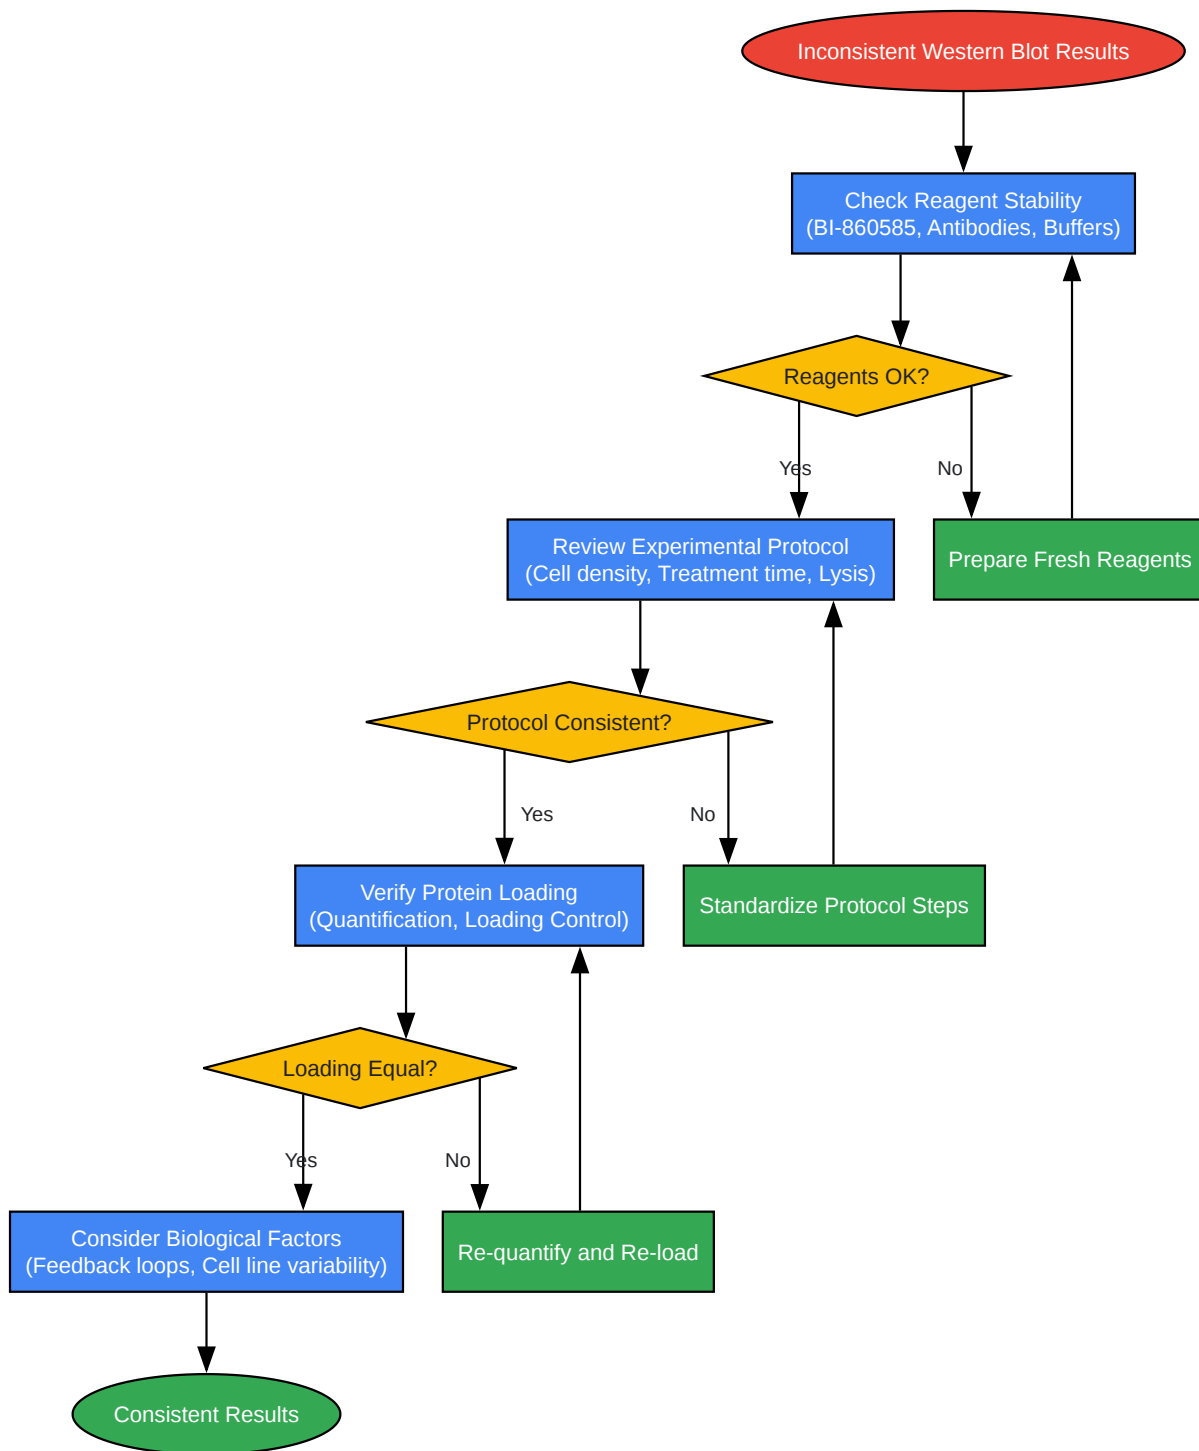 Inconsistent Western Blot Results
Check Reagent Stability
(BI-860585, Antibodies, Buffers)
Reagents OK?
Yes
No
Review Experimental Protocol
(Cell density, Treatment time, Lysis)
Prepare Fresh Reagents
Protocol Consistent?
Yes
No
Verify Protein Loading
(Quantification, Loading Control)
Standardize Protocol Steps
Loading Equal?
Yes
No
Consider Biological Factors
(Feedback loops, Cell line variability)
Re-quantify and Re-load
Consistent Results